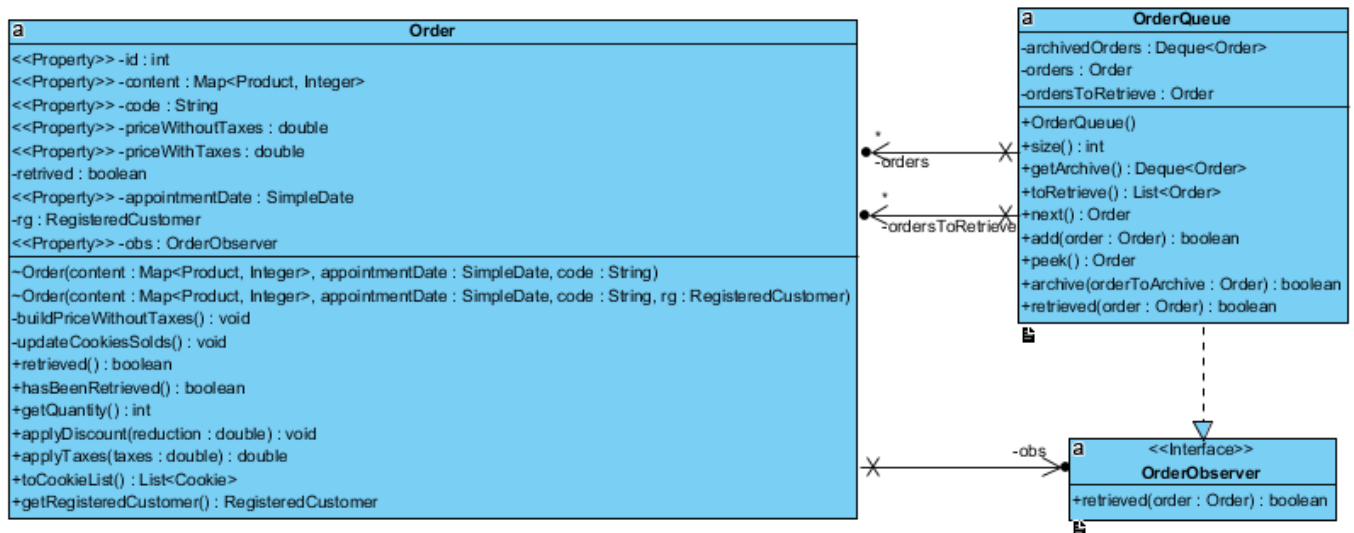 a
Order
<<Property>> -id : int
<<Property>> -content : Map<Product, Integer>
<<Property>> -code : String
<<Property>> -priceWithoutTaxes : double
<<Property>> -priceWithTaxes : double
-retrived : boolean
<<Property>> -appointmentDate : SimpleDate
-rg : RegisteredCustomer
<<Property>> -obs : OrderObserver
~Order(content : Map<Product, Integer>, appointmentDate : SimpleDate, code : String)
~Order(content : Map<Product, Integer>, appointmentDate : SimpleDate, code : String, rg : RegisteredCustomer)
-buildPriceWithoutTaxes() : void
-updateCookiesSolds() : void
+retrieved() : boolean
+hasBeenRetrieved() : boolean
+getQuantity() : int
+applyDiscount(reduction : double) : void
+applyTaxes(taxes : double) : double
+toCookieList() : List<Cookie>
+getRegisteredCustomer() : RegisteredCustomer
*
-orders
*
-ordersToRetrieve
a
OrderQueue
-archivedOrders : Deque<Order>
-orders : Order
-ordersToRetrieve : Order
+OrderQueue()
+size() : int
+getArchive() : Deque<Order>
+toRetrieve() : List<Order>
+next() : Order
+add(order : Order) : boolean
+peek() : Order
+archive(orderToArchive : Order) : boolean
+retrieved(order : Order) : boolean
-obs
a
<<Interface>>
OrderObserver
+retrieved(order : Order) : boolean